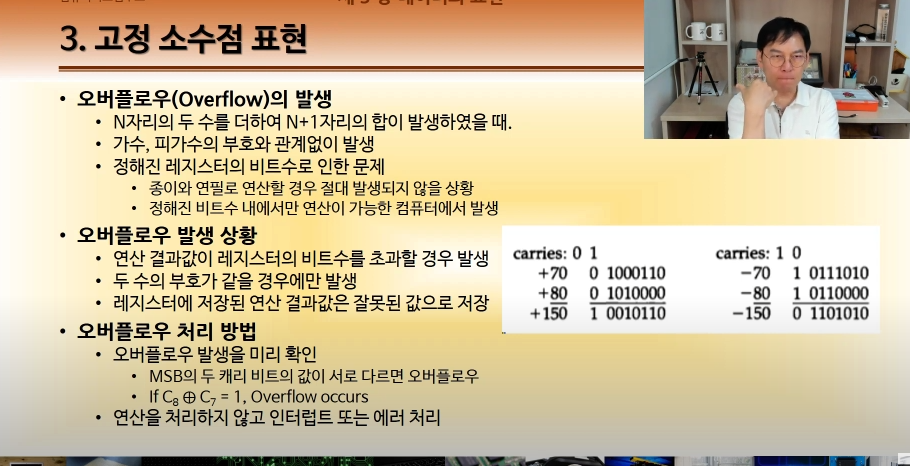 3. 고정 소수점 표현
• 오버플로우(Overflow)의 발생
• N자리의 두 수를 더하여 N+1자리의 합이 발생하였을 때.
• 가수, 피가수의 부호와 관계없이 발생
• 정해진 레지스터의 비트수로 인한 문제
• 종이와 연필로 연산할 경우 절대 발생되지 않을 상황
• 정해진 비트수 내에서만 연산이 가능한 컴퓨터에서 발생
• 오버플로우 발생 상황
• 연산 결과값이 레지스터의 비트수를 초과할 경우 발생
• 두 수의 부호가 같을 경우에만 발생
• 레지스터에 저장된 연산 결과값은 잘못된 값으로 저장
carries: 0 1
+70 0 1000110
+80 0 1010000
+150 1 0010110
carries: 1 0
−70 1 0111010
−80 1 0110000
−150 0 1101010
• 오버플로우 처리 방법
• 오버플로우 발생을 미리 확인
• MSB의 두 캐리 비트의 값이 서로 다르면 오버플로우
• If C₈ ⊕ C₇ = 1, Overflow occurs
• 연산을 처리하지 않고 인터럽트 또는 에러 처리